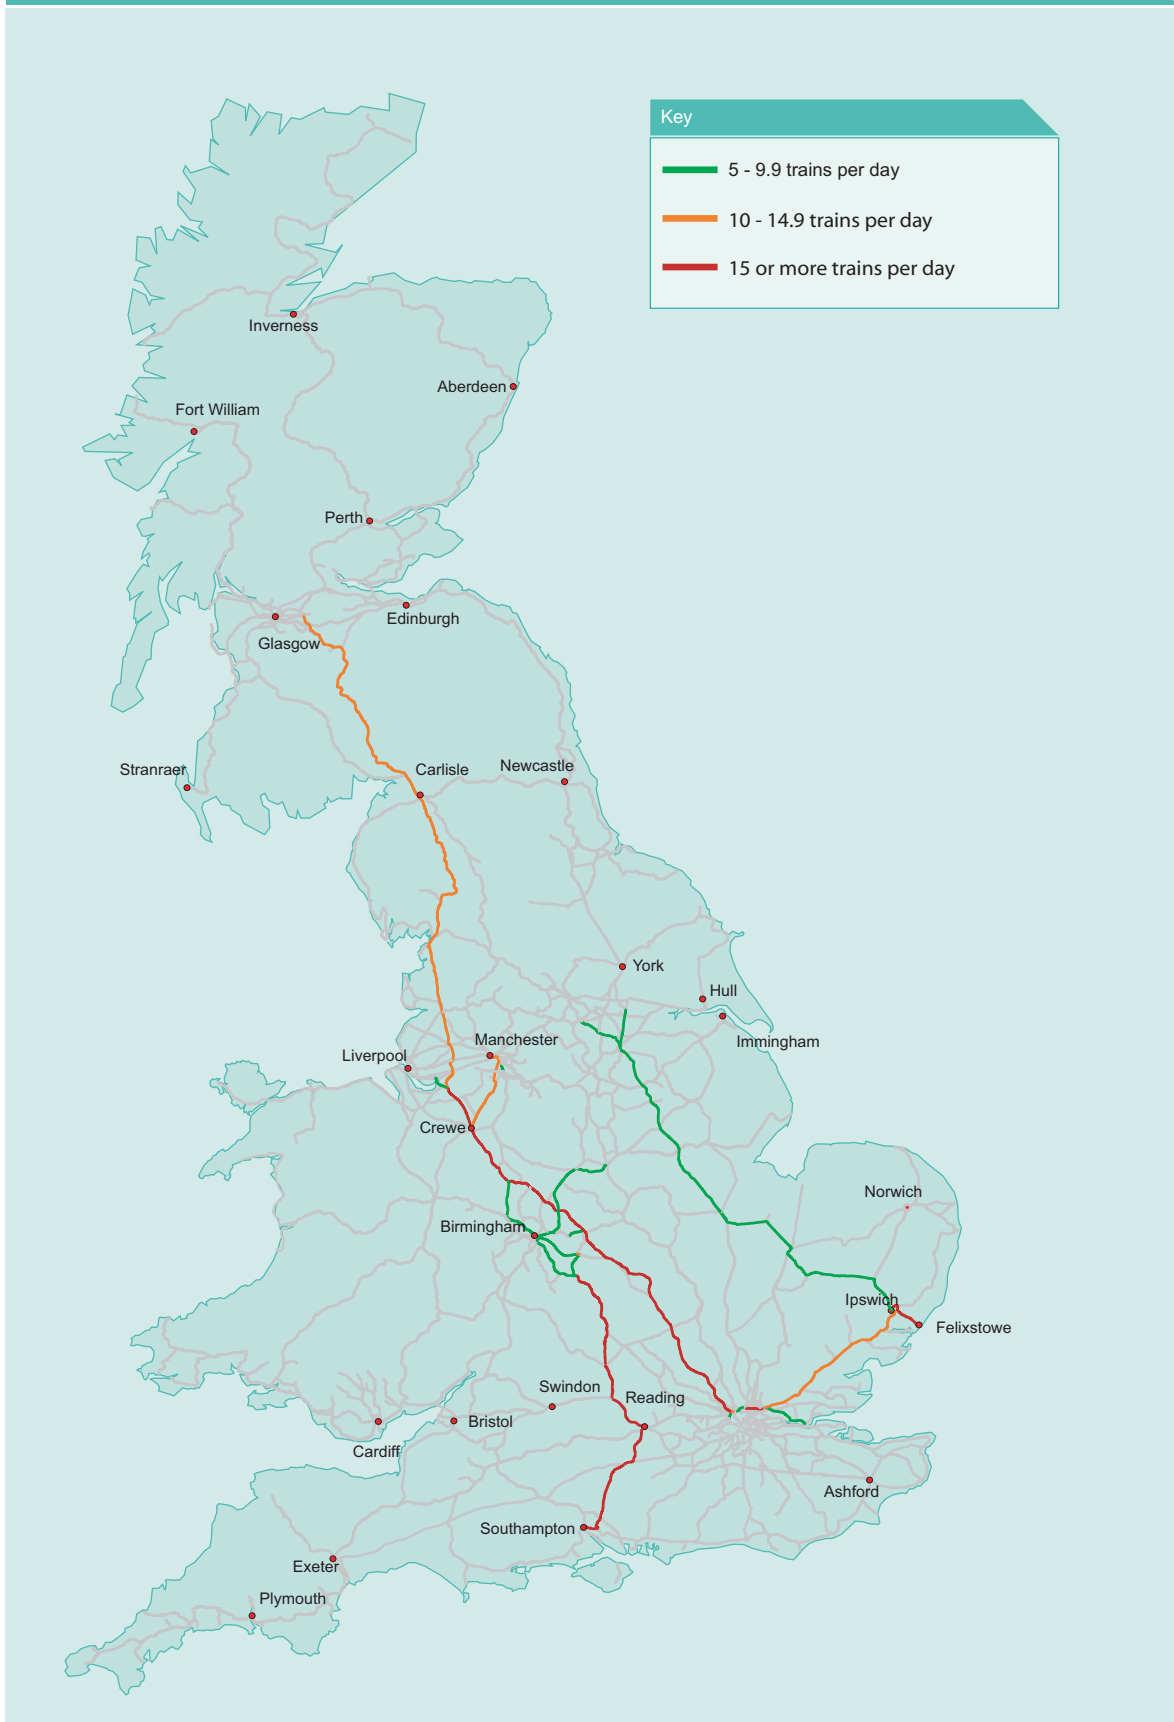 Key
5 - 9.9 trains per day
10 - 14.9 trains per day
15 or more trains per day
Inverness
Aberdeen
Fort William
Perth
Edinburgh
Glasgow
Stranraer
Carlisle
Newcastle
York
Hull
Immingham
Manchester
Liverpool
Crewe
Norwich
Birmingham
Ipswich
Felixstowe
Swindon
Reading
Bristol
Cardiff
Ashford
Southampton
Exeter
Plymouth